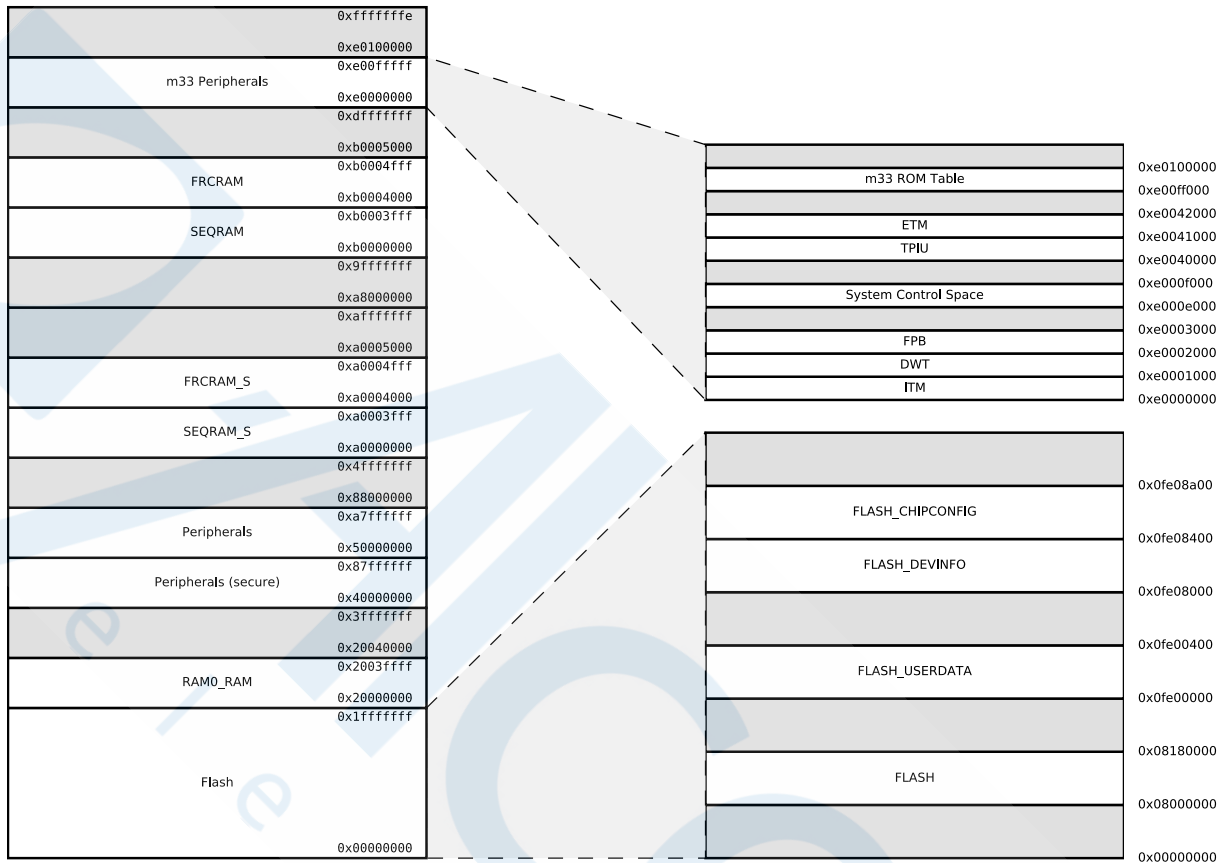 0xfffffffe
0xe0100000
0xe00fffff
m33 Peripherals
0xe0000000
0xdfffffff
0xb0005000
0xb0004fff
FRCRAM
0xb0004000
0xb0003fff
SEQRAM
0xb0000000
0x9fffffff
0xa8000000
0xafffffff
0xa0005000
0xa0004fff
FRCRAM_S
0xa0004000
0xa0003fff
SEQRAM_S
0xa0000000
0x4fffffff
0x88000000
0xa7ffffff
Peripherals
0x50000000
0x87ffffff
Peripherals (secure)
0x40000000
0x3fffffff
0x20040000
0x2003ffff
RAM0_RAM
0x20000000
0x1fffffff
Flash
0x00000000
0xe0100000
m33 ROM Table
0xe00ff000
0xe0042000
ETM
0xe0041000
TPIU
0xe0040000
0xe000f000
System Control Space
0xe000e000
0xe0003000
FPB
0xe0002000
DWT
0xe0001000
ITM
0xe0000000
0x0fe08a00
FLASH_CHIPCONFIG
0x0fe08400
FLASH_DEVINFO
0x0fe08000
0x0fe00400
FLASH_USERDATA
0x0fe00000
0x08180000
FLASH
0x08000000
0x00000000